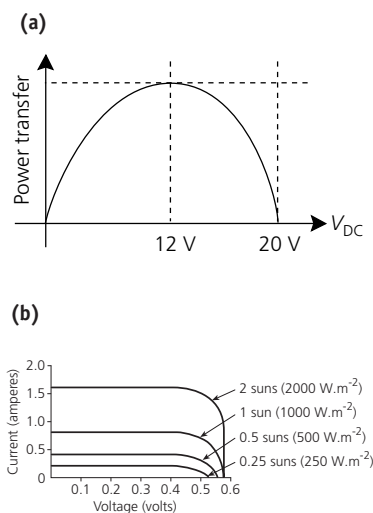 (a)
Power transfer
V_DC
12 V
20 V
(b)
Current (amperes)
2.0
1.5
1.0
0.5
0
0.1 0.2 0.3 0.4 0.5 0.6
Voltage (volts)
2 suns (2000 W.m⁻²)
1 sun (1000 W.m⁻²)
0.5 suns (500 W.m⁻²)
0.25 suns (250 W.m⁻²)